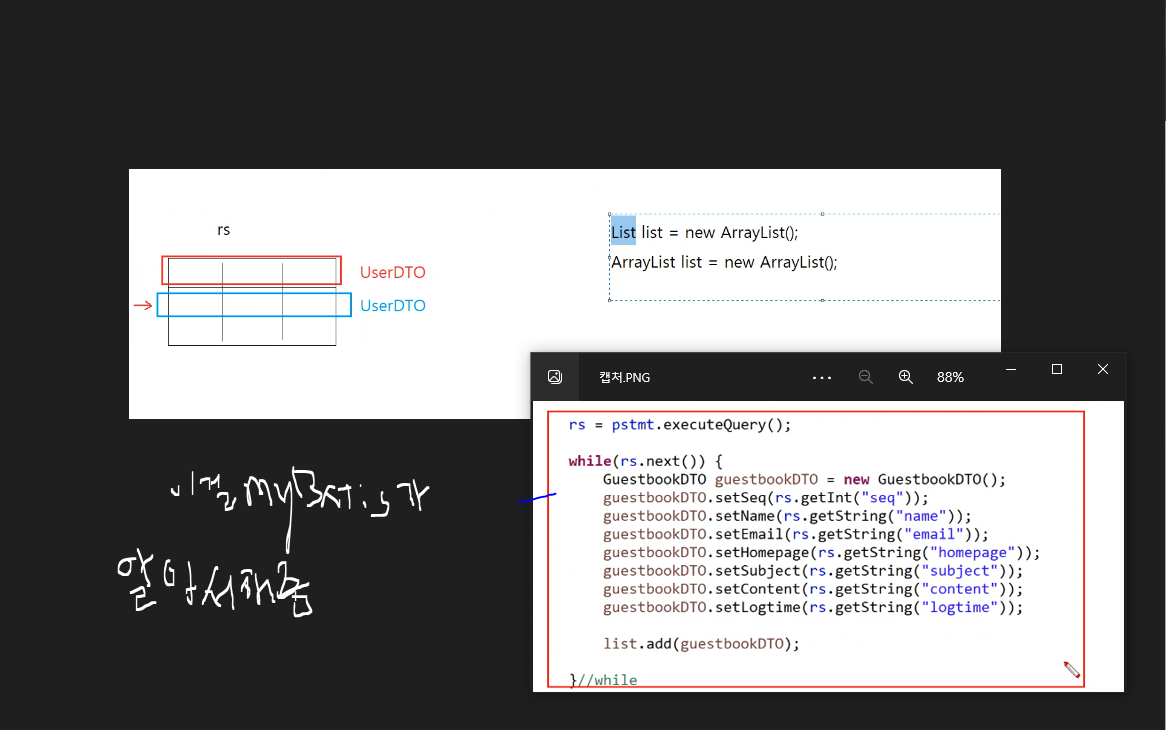 rs
UserDTO
UserDTO
List list = new ArrayList();
ArrayList list = new ArrayList();
캡처.PNG
88%
rs = pstmt.executeQuery();
while(rs.next()) {
GuestbookDTO guestbookDTO = new GuestbookDTO();
guestbookDTO.setSeq(rs.getInt("seq"));
guestbookDTO.setName(rs.getString("name"));
guestbookDTO.setEmail(rs.getString("email"));
guestbookDTO.setHomepage(rs.getString("homepage"));
guestbookDTO.setSubject(rs.getString("subject"));
guestbookDTO.setContent(rs.getString("content"));
guestbookDTO.setLogtime(rs.getString("logtime"));
list.add(guestbookDTO);
}//while
이걸 MyBatis가
알아서해줌